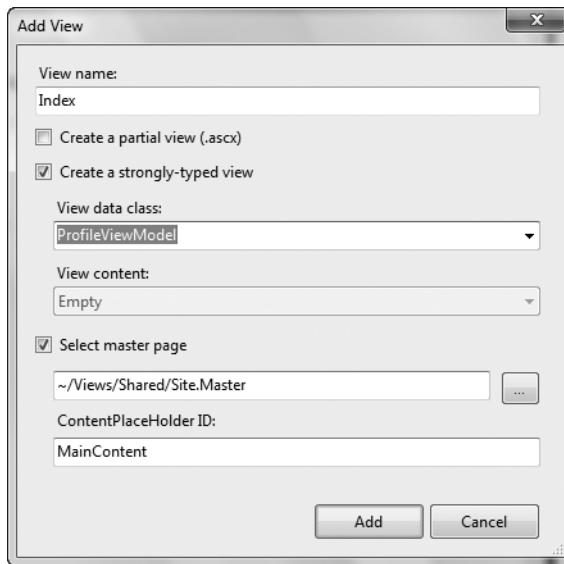 Add View
View name:
Index
Create a partial view (.ascx)
Create a strongly-typed view
View data class:
ProfileViewModel
View content:
Empty
Select master page
~/Views/Shared/Site.Master
...
ContentPlaceHolder ID:
MainContent
Add
Cancel